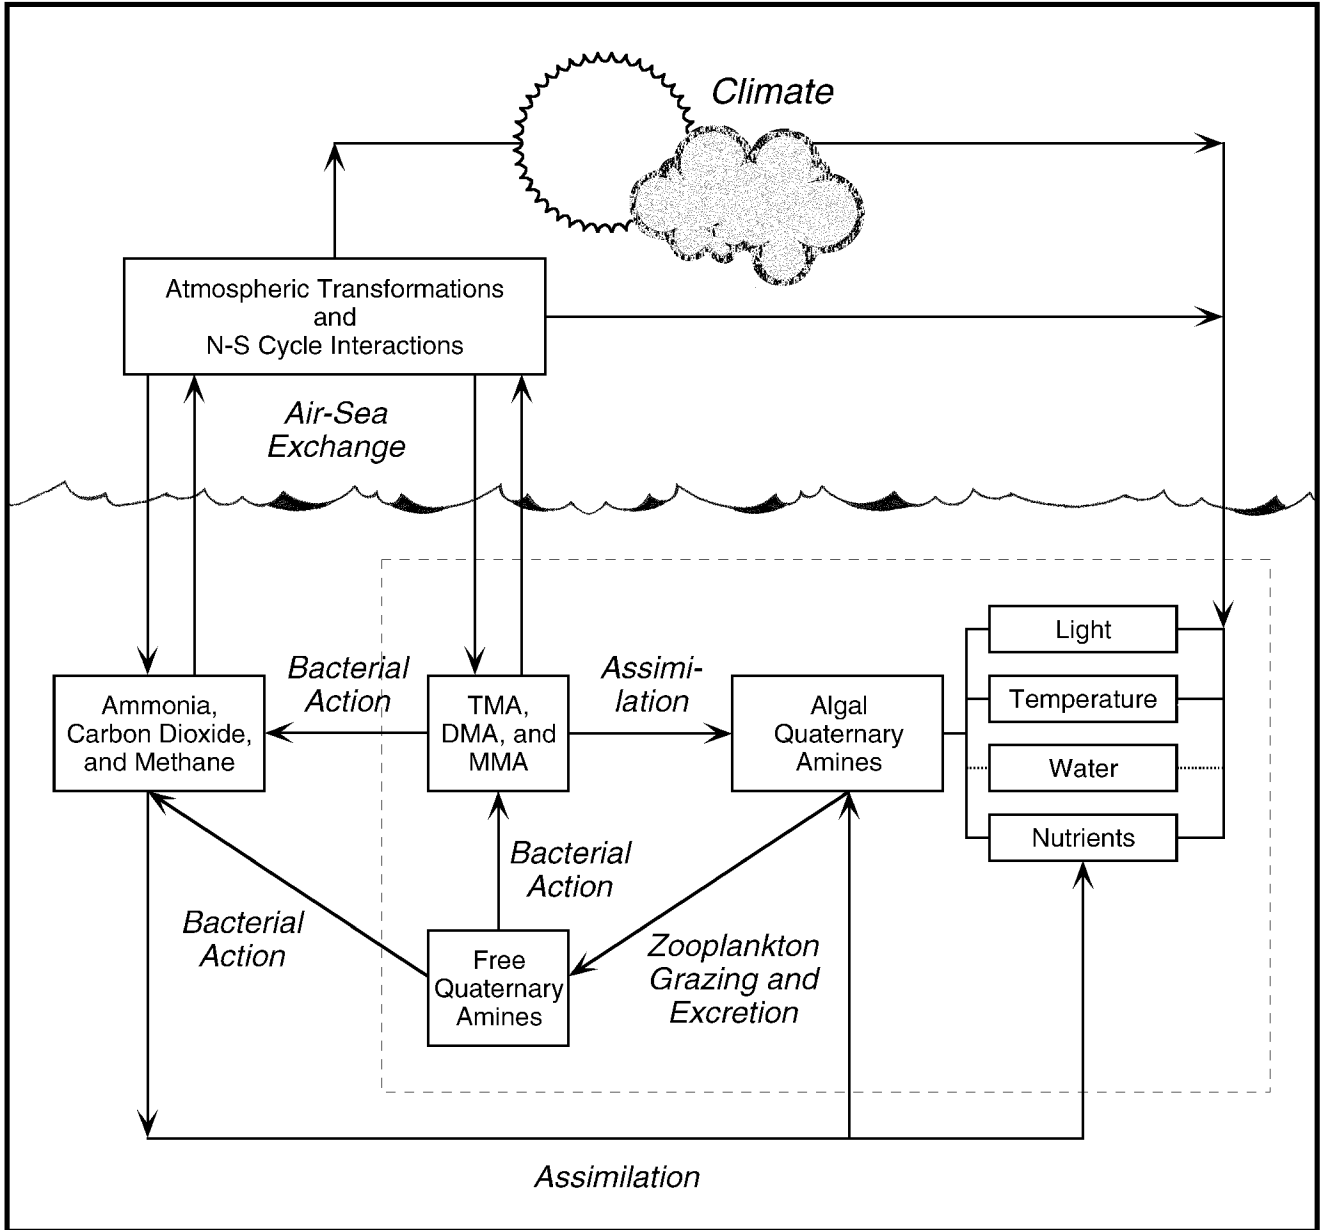 Climate
Atmospheric Transformations
and
N-S Cycle Interactions
Air-Sea
Exchange
Bacterial
Action
Assimi-
lation
Ammonia,
Carbon Dioxide,
and Methane
TMA,
DMA, and
MMA
Algal
Quaternary
Amines
Light
Temperature
Water
Nutrients
Bacterial
Action
Bacterial
Action
Free
Quaternary
Amines
Zooplankton
Grazing and
Excretion
Assimilation